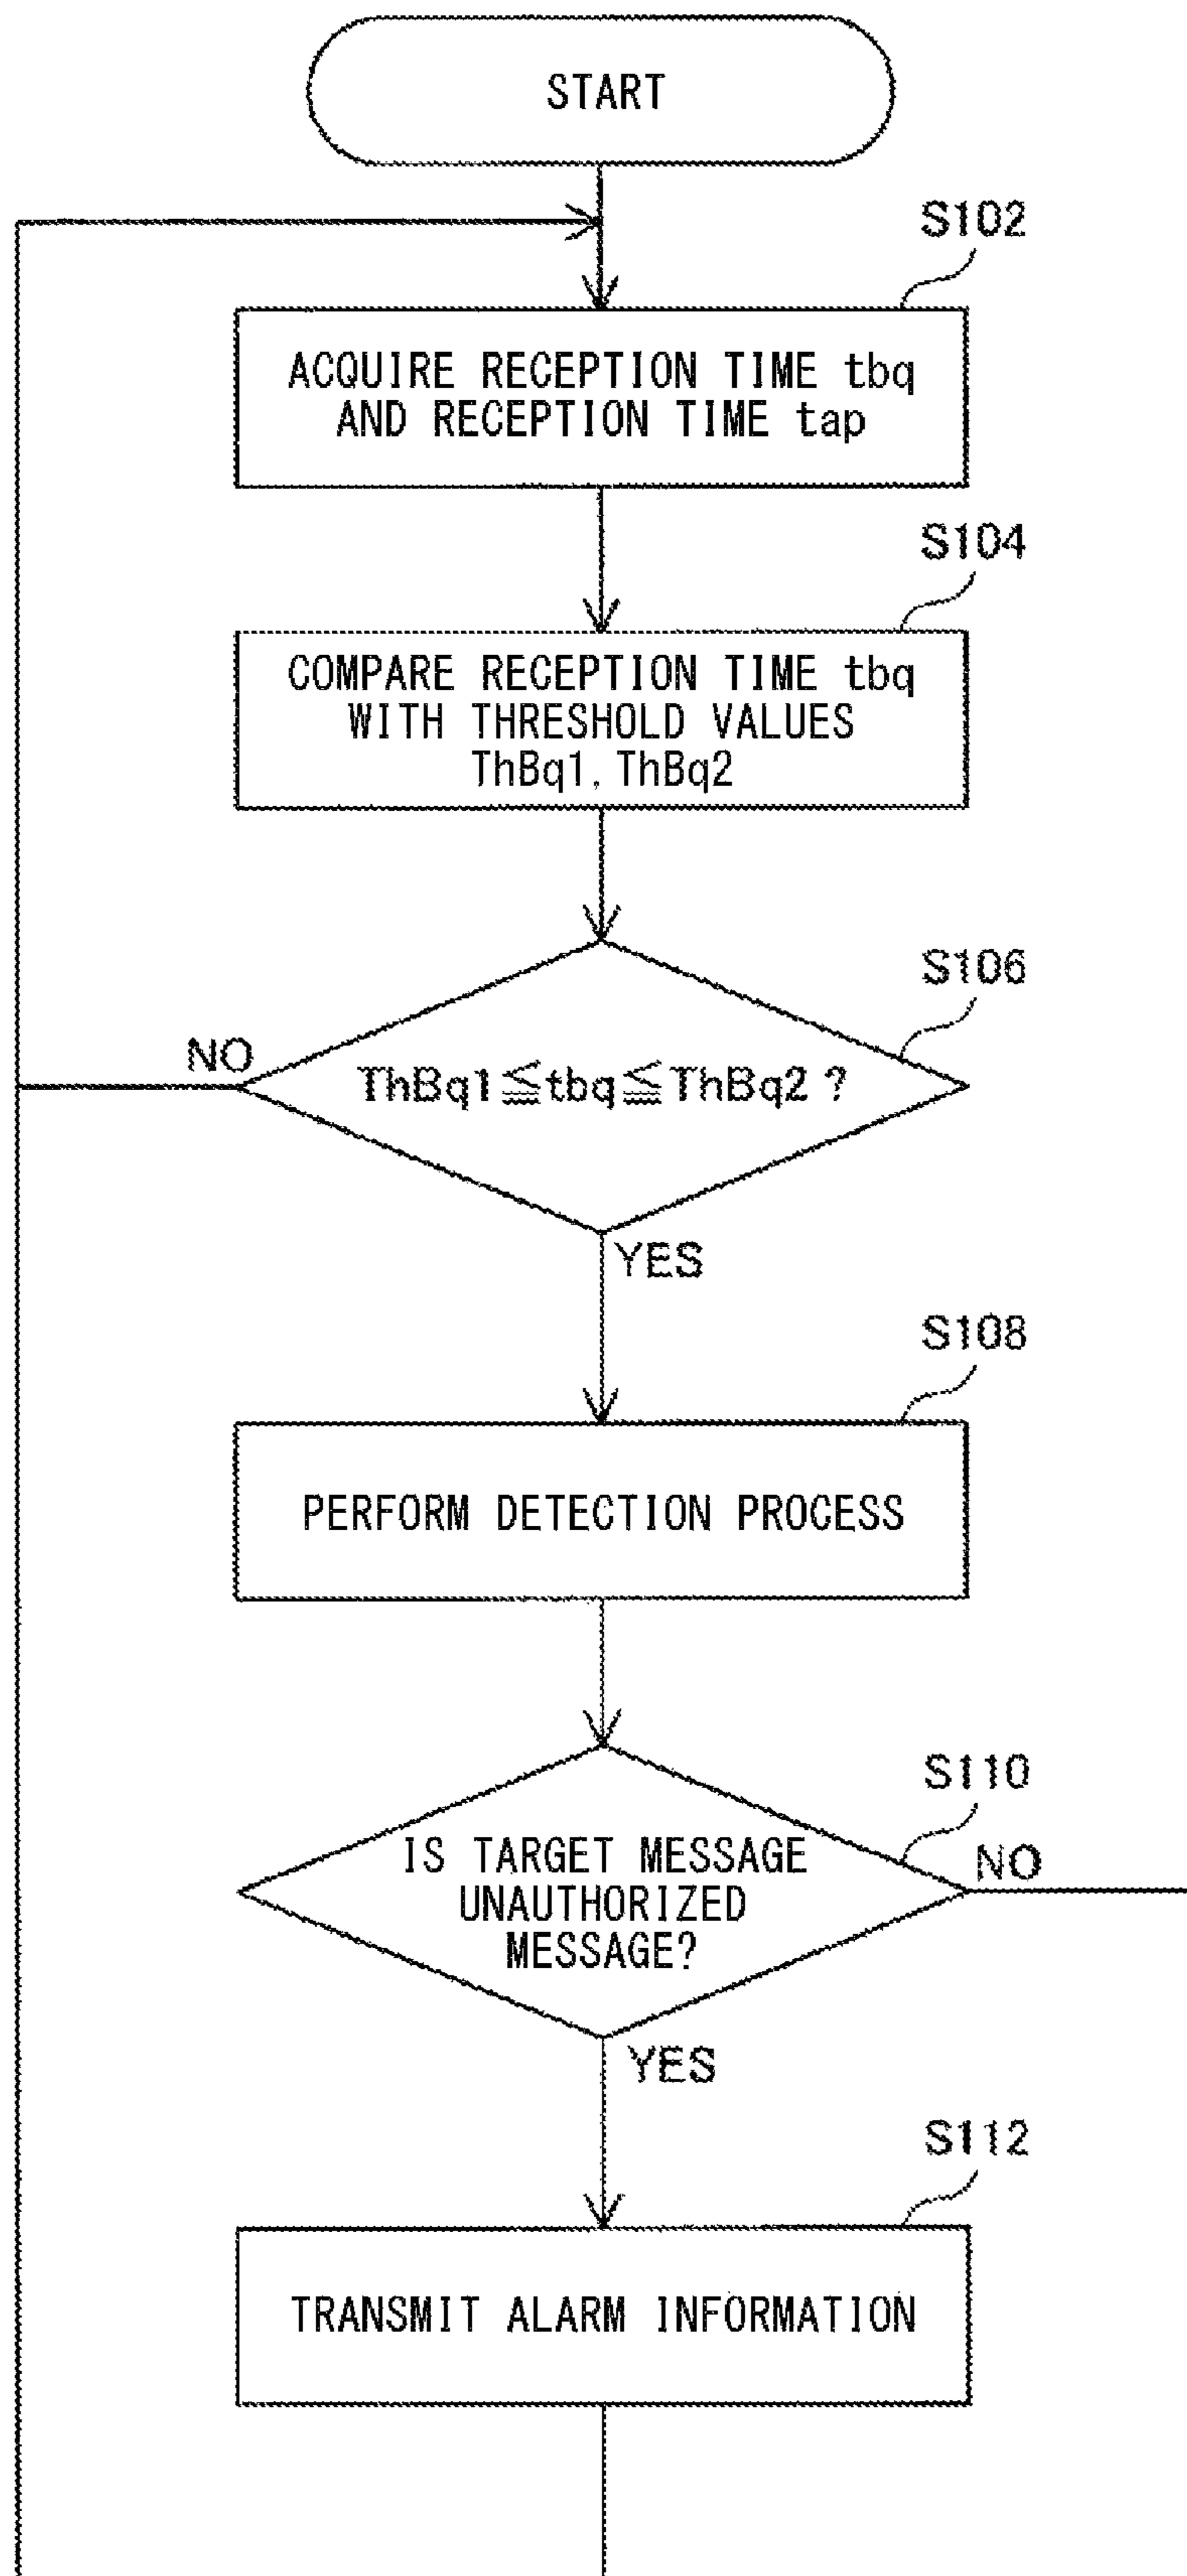 START
S102
ACQUIRE RECEPTION TIME tbq
AND RECEPTION TIME tap
S104
COMPARE RECEPTION TIME tbq
WITH THRESHOLD VALUES
ThBq1, ThBq2
S106
NO
ThBq1≦tbq≦ThBq2 ?
YES
S108
PERFORM DETECTION PROCESS
S110
IS TARGET MESSAGE
UNAUTHORIZED
MESSAGE?
NO
YES
S112
TRANSMIT ALARM INFORMATION